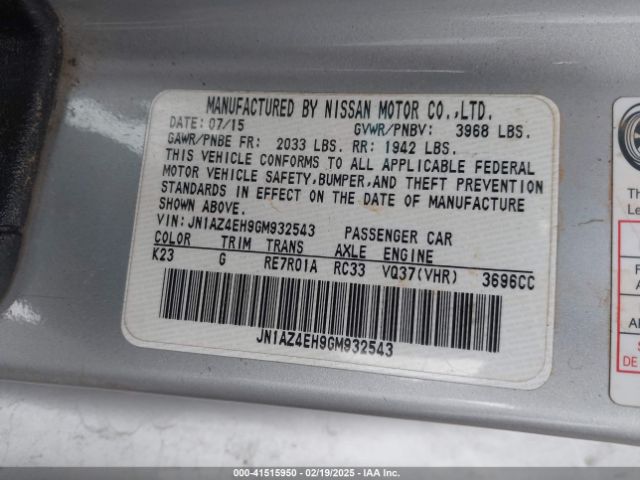 MANUFACTURED BY NISSAN MOTOR CO.,LTD.
DATE: 07/15 GVWR/PNBV: 3968 LBS.
GAWR/PNBE FR: 2033 LBS. RR: 1942 LBS.
THIS VEHICLE CONFORMS TO ALL APPLICABLE FEDERAL
MOTOR VEHICLE SAFETY,BUMPER,AND THEFT PREVENTION
STANDARDS IN EFFECT ON THE DATE OF MANUFACTURE
SHOWN ABOVE.
VIN: JN1AZ4EH9GM932543 PASSENGER CAR
COLOR TRIM TRANS AXLE ENGINE
K23 G RE7R01A RC33 VQ37(VHR) 3696CC
JN1AZ4EH9GM932543
The
Le
DE
000-41515950 - 02/19/2025 - IAA Inc.